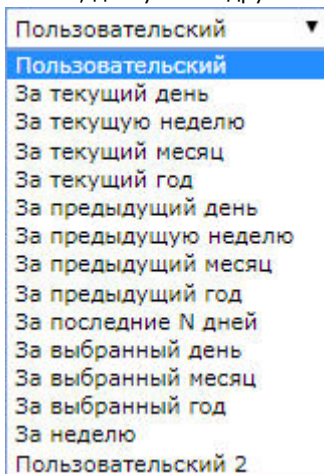 Пользовательский
Пользовательский
За текущий день
За текущую неделю
За текущий месяц
За текущий год
За предыдущий день
За предыдущую неделю
За предыдущий месяц
За предыдущий год
За последние N дней
За выбранный день
За выбранный месяц
За выбранный год
За неделю
Пользовательский 2